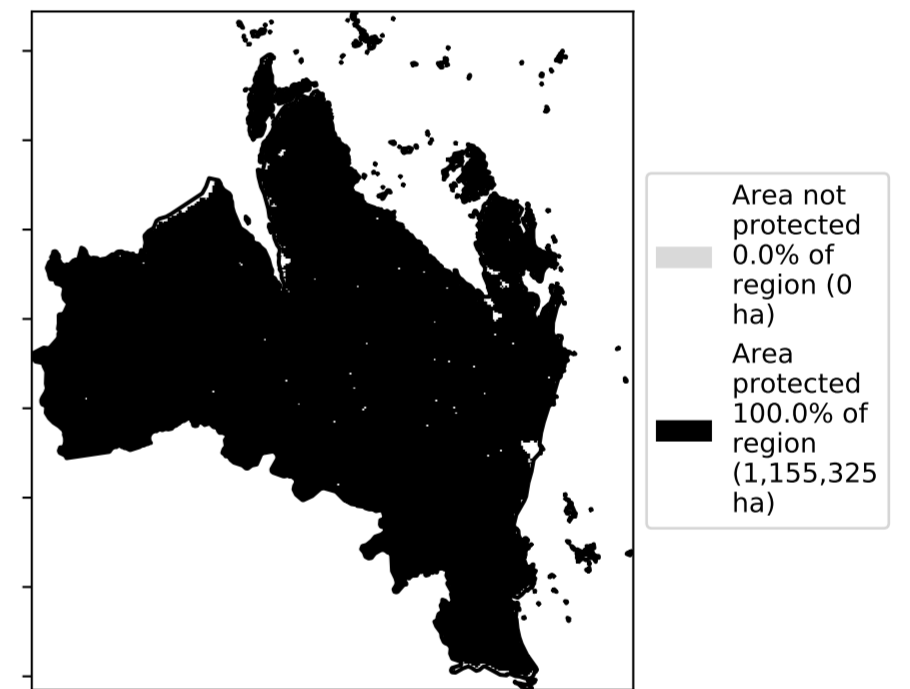 Area not
protected
0.0% of
region (0
ha)
Area
protected
100.0% of
region
(1,155,325
ha)